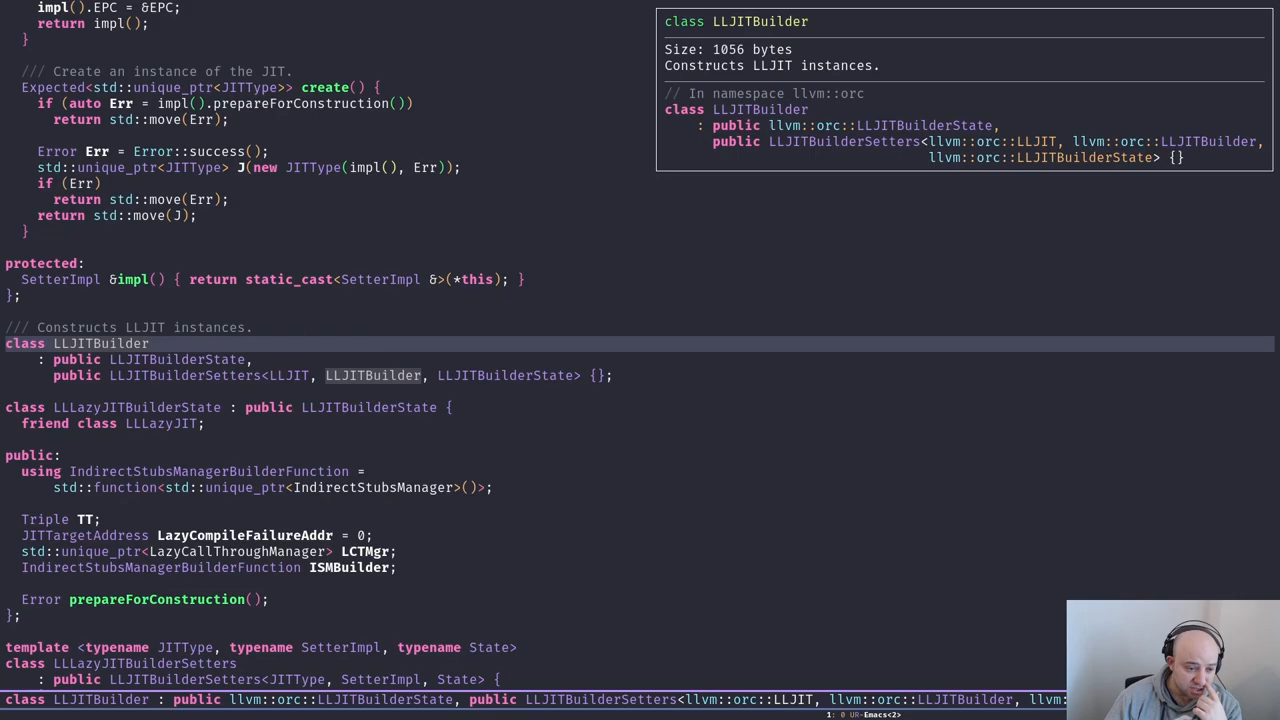 impl().EPC = &EPC;
    return impl();
  }

  /// Create an instance of the JIT.
  Expected<std::unique_ptr<JITType>> create() {
    if (auto Err = impl().prepareForConstruction())
      return std::move(Err);

    Error Err = Error::success();
    std::unique_ptr<JITType> J(new JITType(impl(), Err));
    if (Err)
      return std::move(Err);
    return std::move(J);
  }

protected:
  SetterImpl &impl() { return static_cast<SetterImpl &>(*this); }
};

/// Constructs LLJIT instances.
class LLJITBuilder
    : public LLJITBuilderState,
      public LLJITBuilderSetters<LLJIT, LLJITBuilder, LLJITBuilderState> {};

class LLLazyJITBuilderState : public LLJITBuilderState {
  friend class LLLazyJIT;

public:
  using IndirectStubsManagerBuilderFunction =
      std::function<std::unique_ptr<IndirectStubsManager>()>;

  Triple TT;
  JITTargetAddress LazyCompileFailureAddr = 0;
  std::unique_ptr<LazyCallThroughManager> LCTMgr;
  IndirectStubsManagerBuilderFunction ISMBuilder;

  Error prepareForConstruction();
};

template <typename JITType, typename SetterImpl, typename State>
class LLLazyJITBuilderSetters
    : public LLJITBuilderSetters<JITType, SetterImpl, State> {
class LLJITBuilder : public llvm::orc::LLJITBuilderState, public LLJITBuilderSetters<llvm::orc::LLJIT, llvm::orc::LLJITBuilder, llvm:
1: 0 UR-Emacs<2>
class LLJITBuilder
Size: 1056 bytes
Constructs LLJIT instances.
// In namespace llvm::orc
class LLJITBuilder
    : public llvm::orc::LLJITBuilderState,
      public LLJITBuilderSetters<llvm::orc::LLJIT, llvm::orc::LLJITBuilder,
                                 llvm::orc::LLJITBuilderState> {}